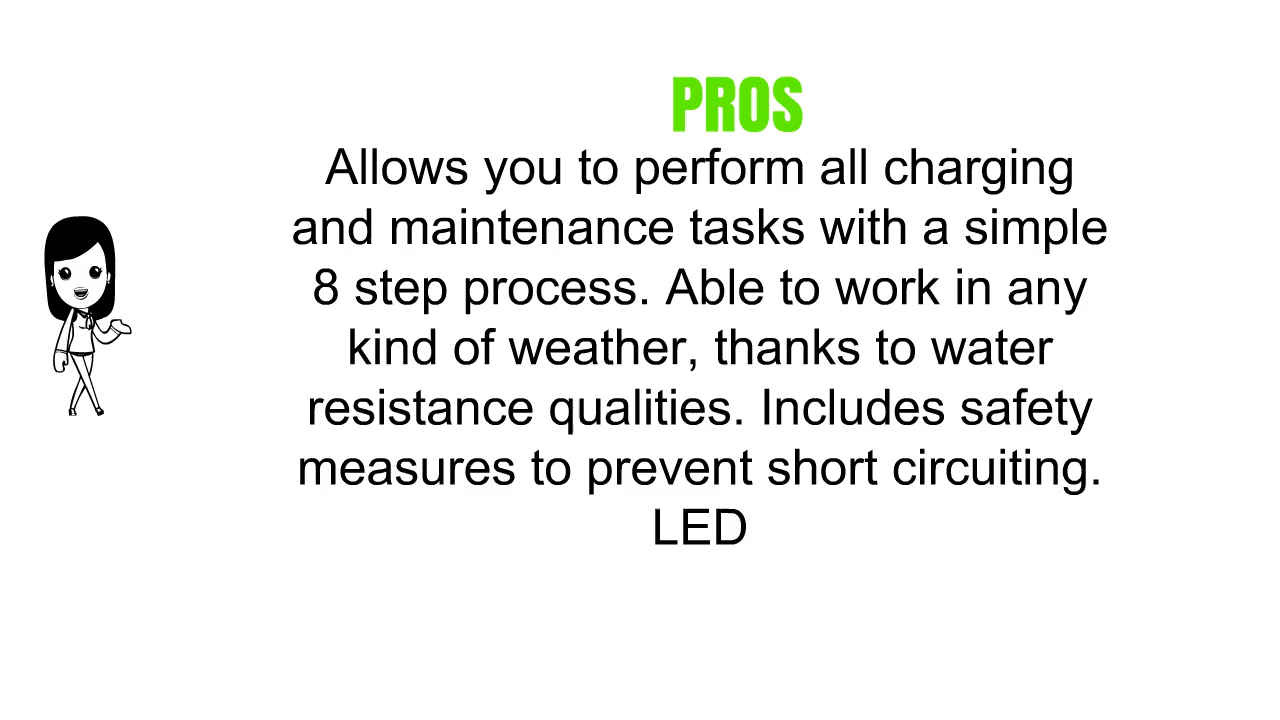 PROS
Allows you to perform all charging
and maintenance tasks with a simple
8 step process. Able to work in any
kind of weather, thanks to water
resistance qualities. Includes safety
measures to prevent short circuiting.
LED